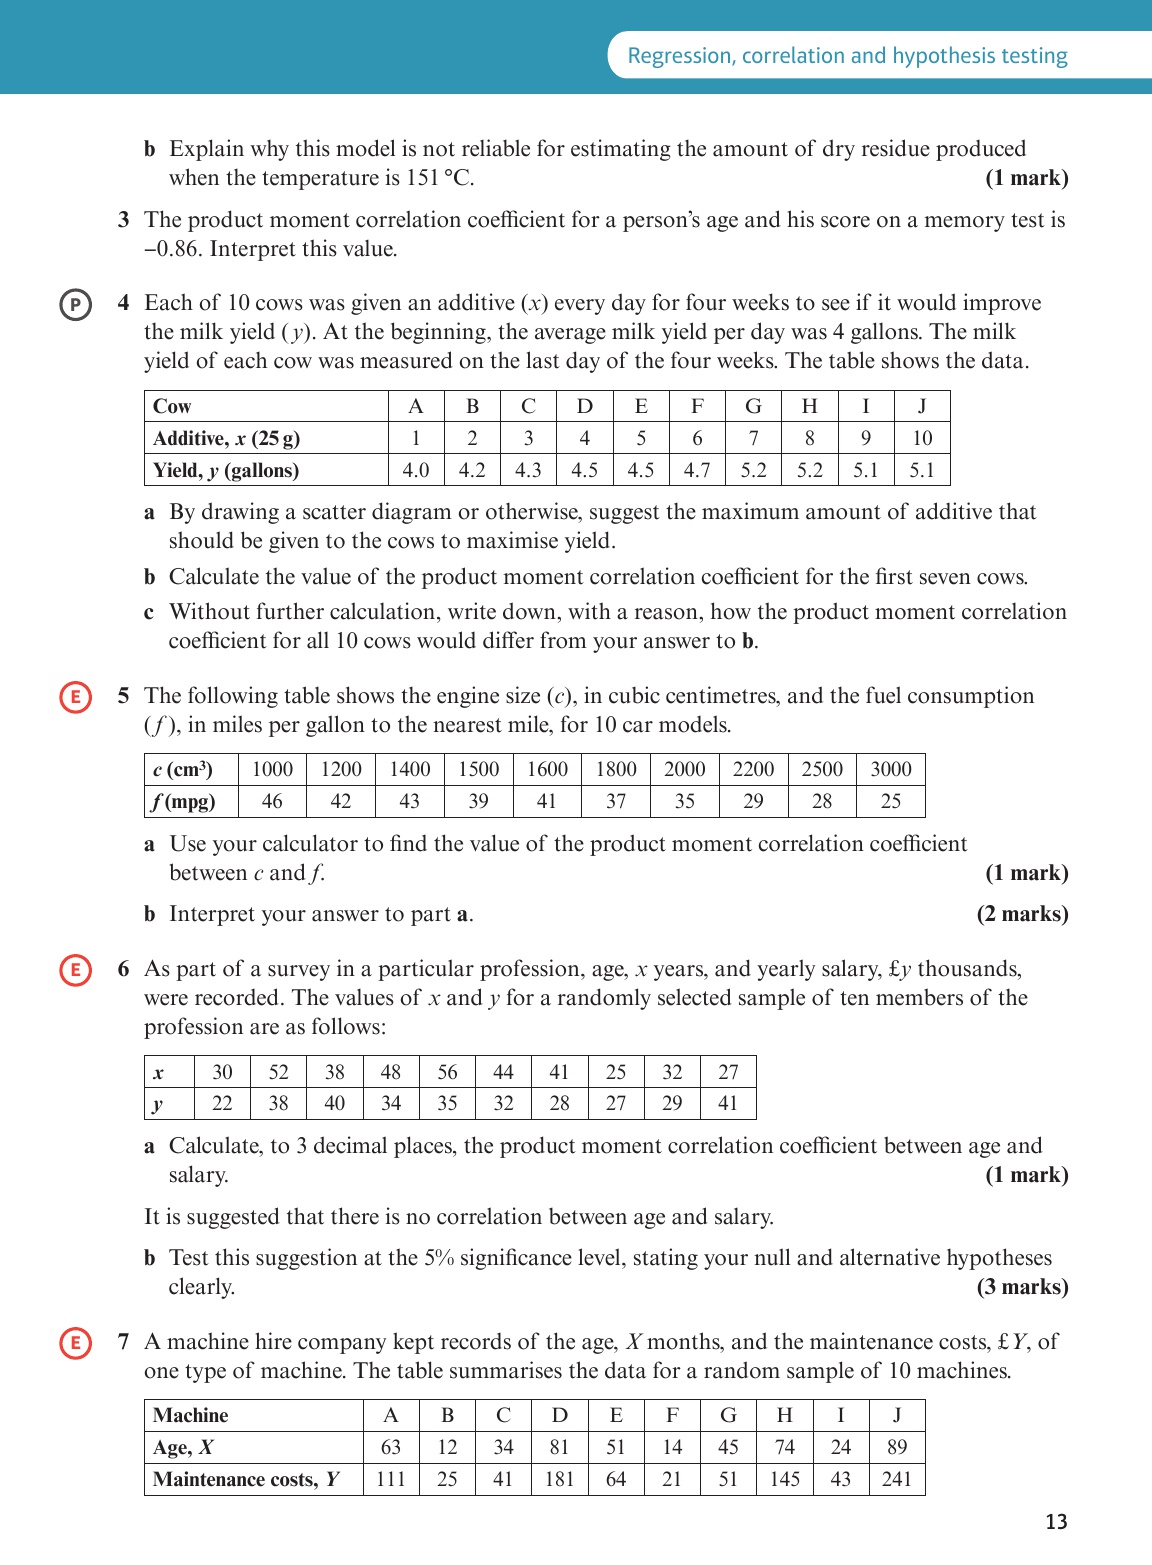 Regression, correlation and hypothesis testing
b Explain why this model is not reliable for estimating the amount of dry residue produced
when the temperature is 151 °C. (1 mark)
3 The product moment correlation coefficient for a person's age and his score on a memory test is
−0.86. Interpret this value.
P 4 Each of 10 cows was given an additive (x) every day for four weeks to see if it would improve
the milk yield (y). At the beginning, the average milk yield per day was 4 gallons. The milk
yield of each cow was measured on the last day of the four weeks. The table shows the data.
Cow A B C D E F G H I J
Additive, x (25 g) 1 2 3 4 5 6 7 8 9 10
Yield, y (gallons) 4.0 4.2 4.3 4.5 4.5 4.7 5.2 5.2 5.1 5.1
a By drawing a scatter diagram or otherwise, suggest the maximum amount of additive that
should be given to the cows to maximise yield.
b Calculate the value of the product moment correlation coefficient for the first seven cows.
c Without further calculation, write down, with a reason, how the product moment correlation
coefficient for all 10 cows would differ from your answer to b.
E 5 The following table shows the engine size (c), in cubic centimetres, and the fuel consumption
(f), in miles per gallon to the nearest mile, for 10 car models.
c (cm³) 1000 1200 1400 1500 1600 1800 2000 2200 2500 3000
f (mpg) 46 42 43 39 41 37 35 29 28 25
a Use your calculator to find the value of the product moment correlation coefficient
between c and f. (1 mark)
b Interpret your answer to part a. (2 marks)
E 6 As part of a survey in a particular profession, age, x years, and yearly salary, £y thousands,
were recorded. The values of x and y for a randomly selected sample of ten members of the
profession are as follows:
x 30 52 38 48 56 44 41 25 32 27
y 22 38 40 34 35 32 28 27 29 41
a Calculate, to 3 decimal places, the product moment correlation coefficient between age and
salary. (1 mark)
It is suggested that there is no correlation between age and salary.
b Test this suggestion at the 5% significance level, stating your null and alternative hypotheses
clearly. (3 marks)
E 7 A machine hire company kept records of the age, X months, and the maintenance costs, £Y, of
one type of machine. The table summarises the data for a random sample of 10 machines.
Machine A B C D E F G H I J
Age, X 63 12 34 81 51 14 45 74 24 89
Maintenance costs, Y 111 25 41 181 64 21 51 145 43 241
13